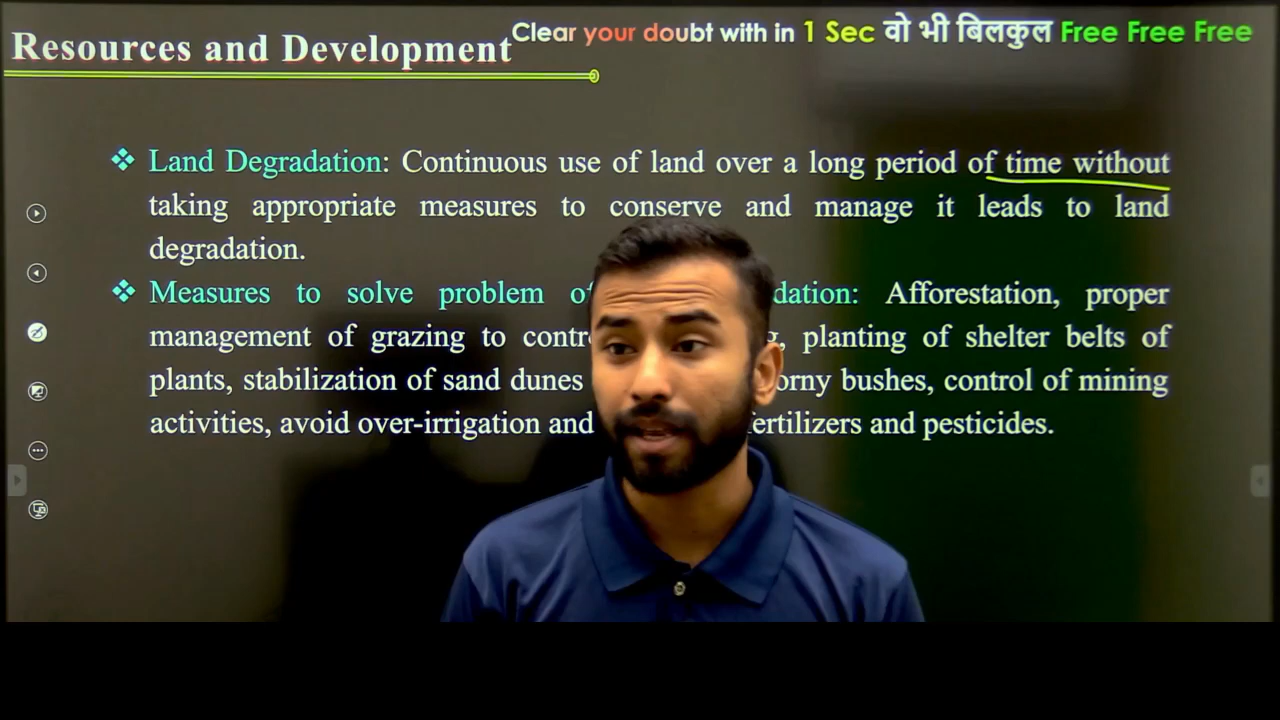 Resources and Development
Clear your doubt with in 1 Sec वो भी बिलकुल Free Free Free
❖ Land Degradation: Continuous use of land over a long period of time without
taking appropriate measures to conserve and manage it leads to land
degradation.
❖ Measures to solve problem of dation: Afforestation, proper
management of grazing to contr , planting of shelter belts of
plants, stabilization of sand dunes orny bushes, control of mining
activities, avoid over-irrigation and fertilizers and pesticides.